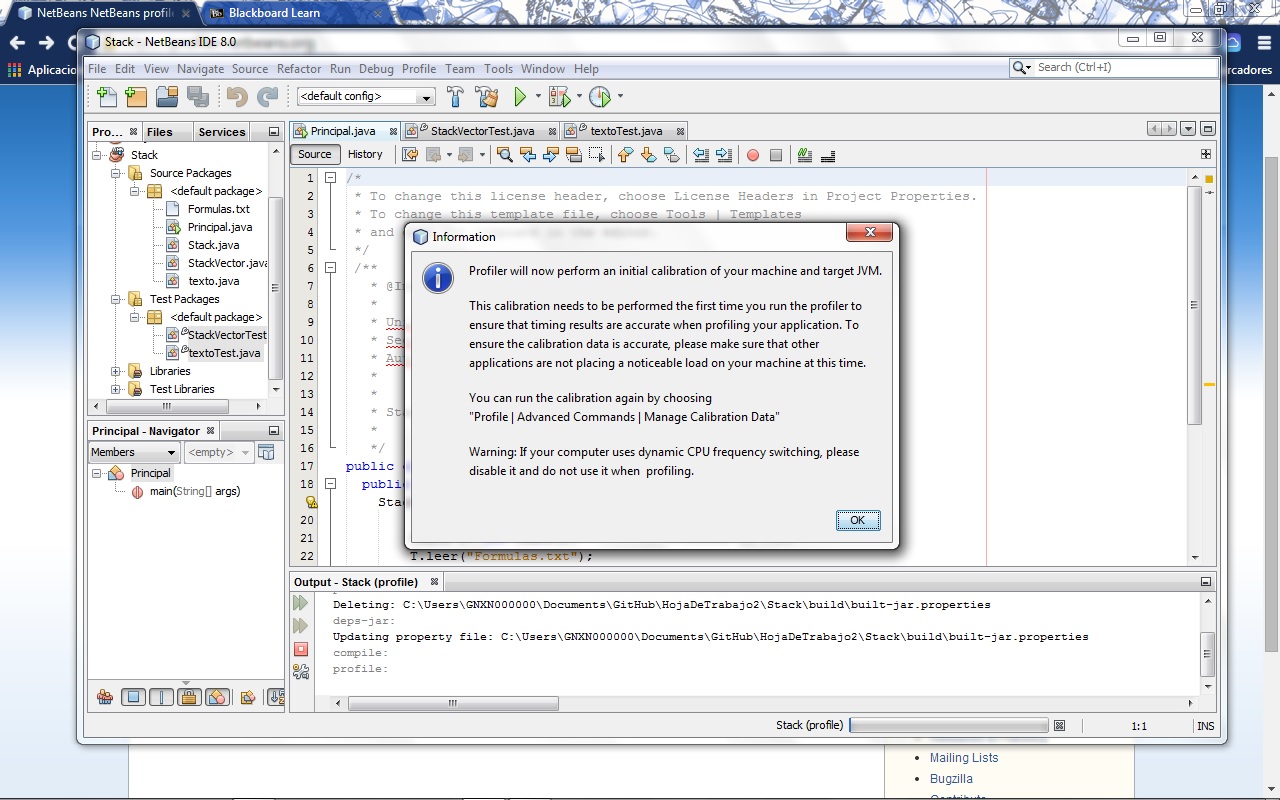 NetBeans NetBeans profile
Blackboard Learn
Aplicacio
rcadores
Stack - NetBeans IDE 8.0
File Edit View Navigate Source Refactor Run Debug Profile Team Tools Window Help
Search (Ctrl+I)
<default config>
Pro... Files Services
Stack
Source Packages
<default package>
Formulas.txt
Principal.java
Stack.java
StackVector.java
texto.java
Test Packages
<default package>
StackVectorTest
textoTest.java
Libraries
Test Libraries
Principal - Navigator
Members <empty>
Principal
main(String[] args)
Principal.java StackVectorTest.java textoTest.java
Source History
1 /*
2 * To change this license header, choose License Headers in Project Properties.
3 * To change this template file, choose Tools | Templates
4 * and
5 */
6 /**
7 * @
8 *
9 * Un
10 * Se
11 * Au
12 *
13 *
14 * St
15 *
16 */
17 public
18 public
Stac
20
21
22 T.leer("Formulas.txt");
Information
Profiler will now perform an initial calibration of your machine and target JVM.
This calibration needs to be performed the first time you run the profiler to
ensure that timing results are accurate when profiling your application. To
ensure the calibration data is accurate, please make sure that other
applications are not placing a noticeable load on your machine at this time.
You can run the calibration again by choosing
"Profile | Advanced Commands | Manage Calibration Data"
Warning: If your computer uses dynamic CPU frequency switching, please
disable it and do not use it when profiling.
OK
Output - Stack (profile)
Deleting: C:\Users\GNXN000000\Documents\GitHub\HojaDeTrabajo2\Stack\build\built-jar.properties
deps-jar:
Updating property file: C:\Users\GNXN000000\Documents\GitHub\HojaDeTrabajo2\Stack\build\built-jar.properties
compile:
profile:
Stack (profile) 1:1 INS
Mailing Lists
Bugzilla